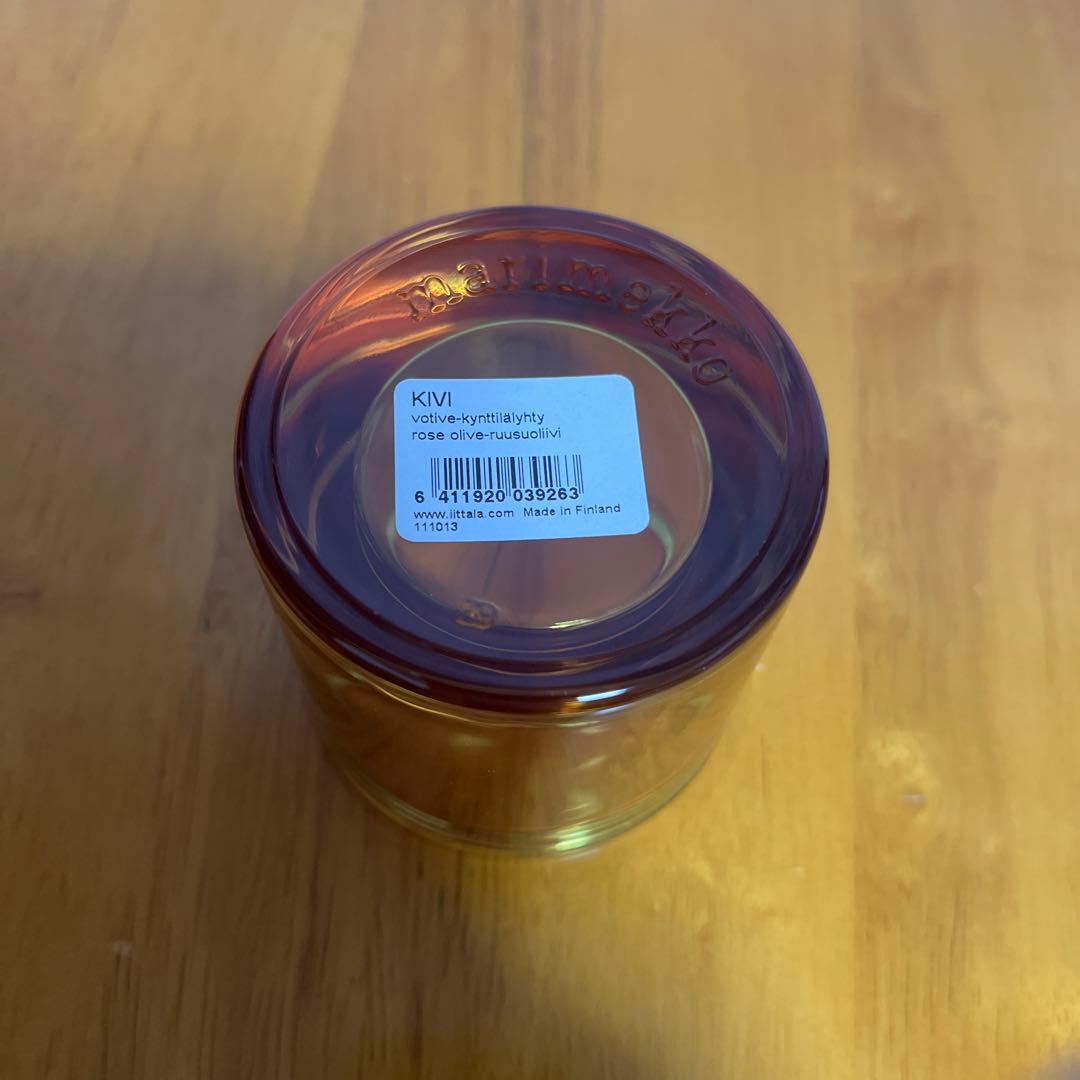 marimekko
KIVI
votive-kynttilälyhty
rose olive-ruusuoliivi
6 411920 039263
www.iittala.com Made in Finland
111013